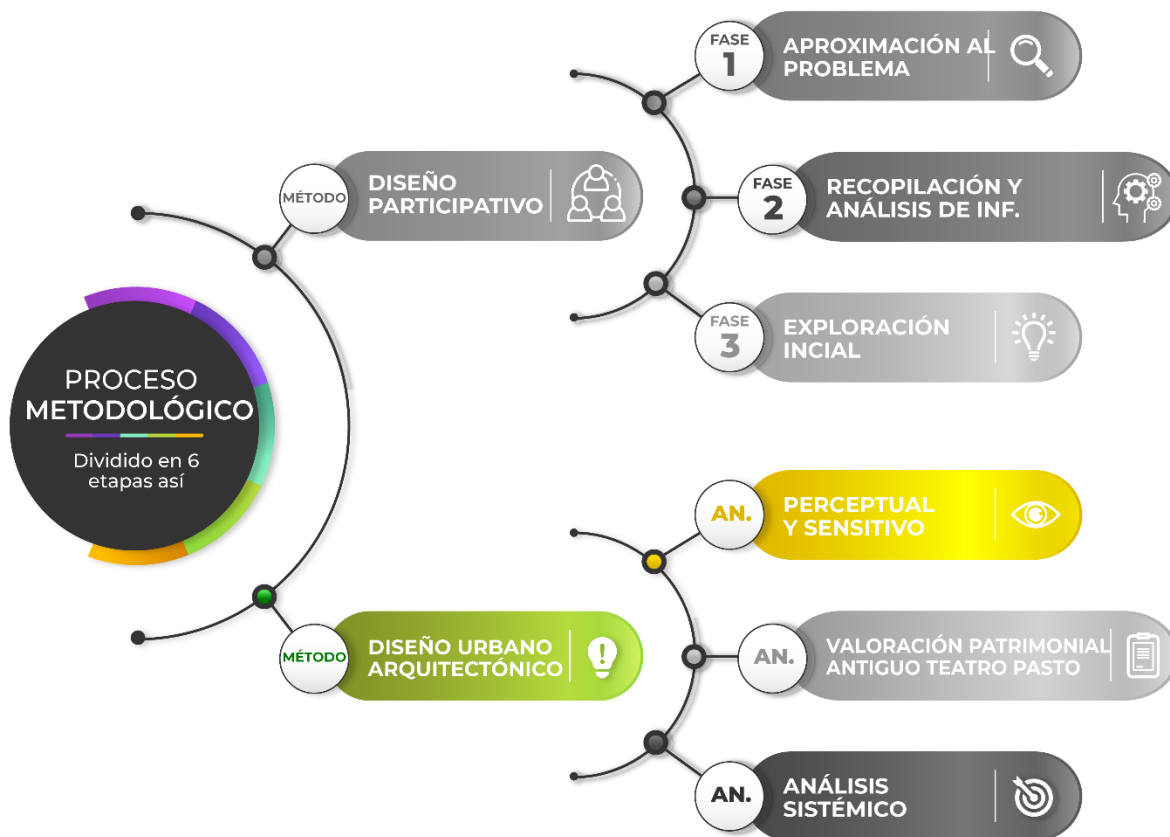 PROCESO
METODOLÓGICO
Dividido en 6
etapas así
MÉTODO
DISEÑO
PARTICIPATIVO
FASE
1
APROXIMACIÓN AL
PROBLEMA
FASE
2
RECOPILACIÓN Y
ANÁLISIS DE INF.
FASE
3
EXPLORACIÓN
INCIAL
MÉTODO
DISEÑO URBANO
ARQUITECTÓNICO
AN.
PERCEPTUAL
Y SENSITIVO
AN.
VALORACIÓN PATRIMONIAL
ANTIGUO TEATRO PASTO
AN.
ANÁLISIS
SISTÉMICO